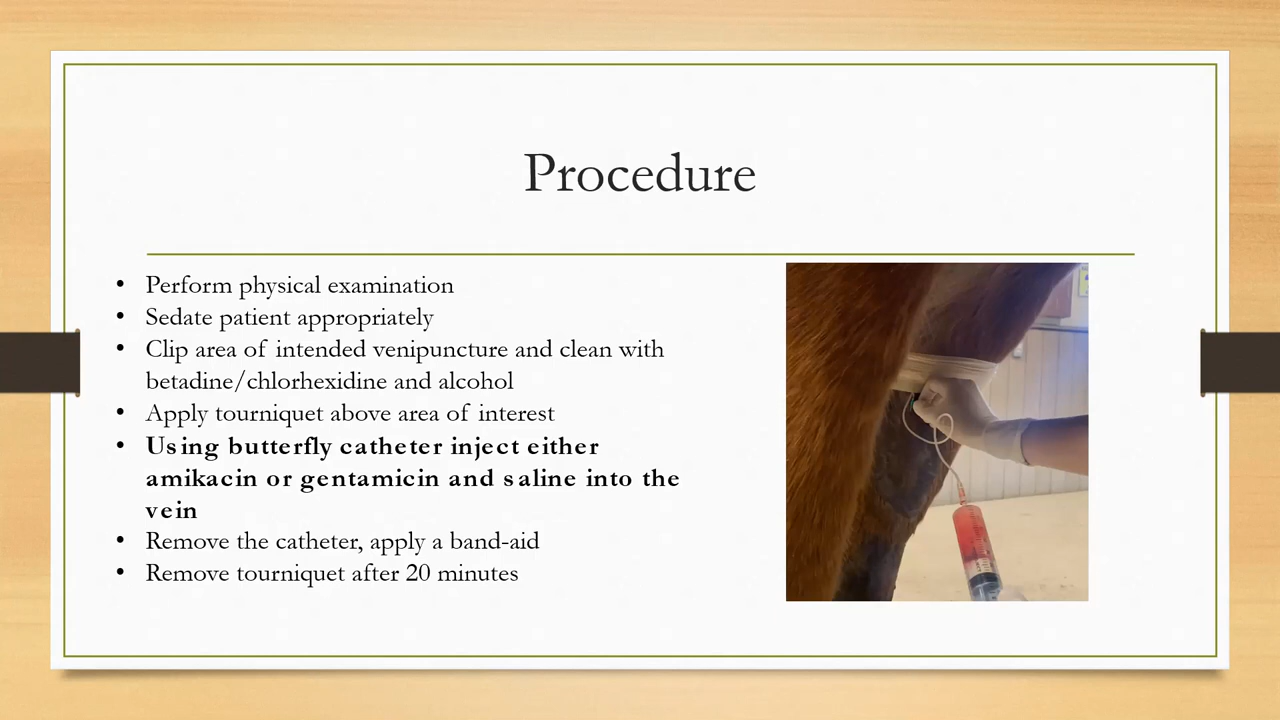 Procedure
• Perform physical examination
• Sedate patient appropriately
• Clip area of intended venipuncture and clean with
betadine/chlorhexidine and alcohol
• Apply tourniquet above area of interest
• Using butterfly catheter inject either
amikacin or gentamicin and saline into the
vein
• Remove the catheter, apply a band-aid
• Remove tourniquet after 20 minutes